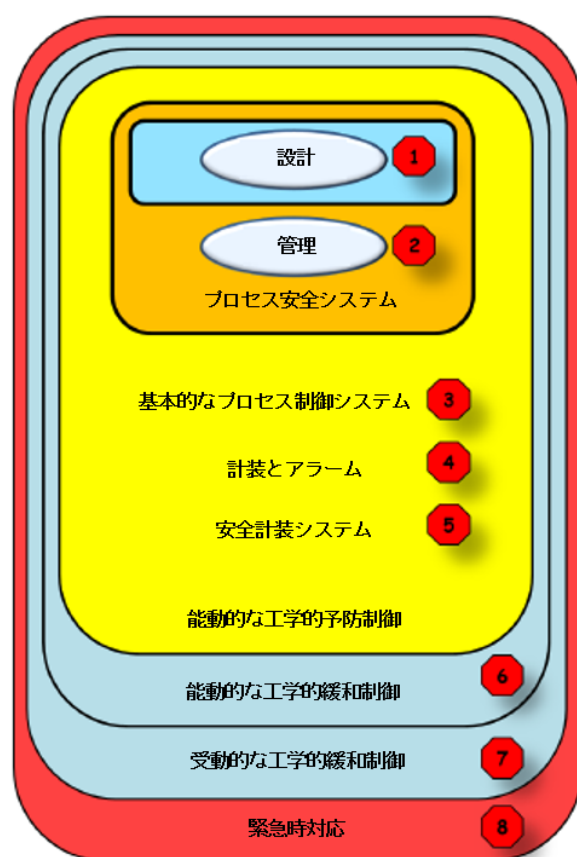 設計 1
管理 2
プロセス安全システム
基本的なプロセス制御システム 3
計装とアラーム 4
安全計装システム 5
能動的な工学的予防制御
能動的な工学的緩和制御 6
受動的な工学的緩和制御 7
緊急時対応 8